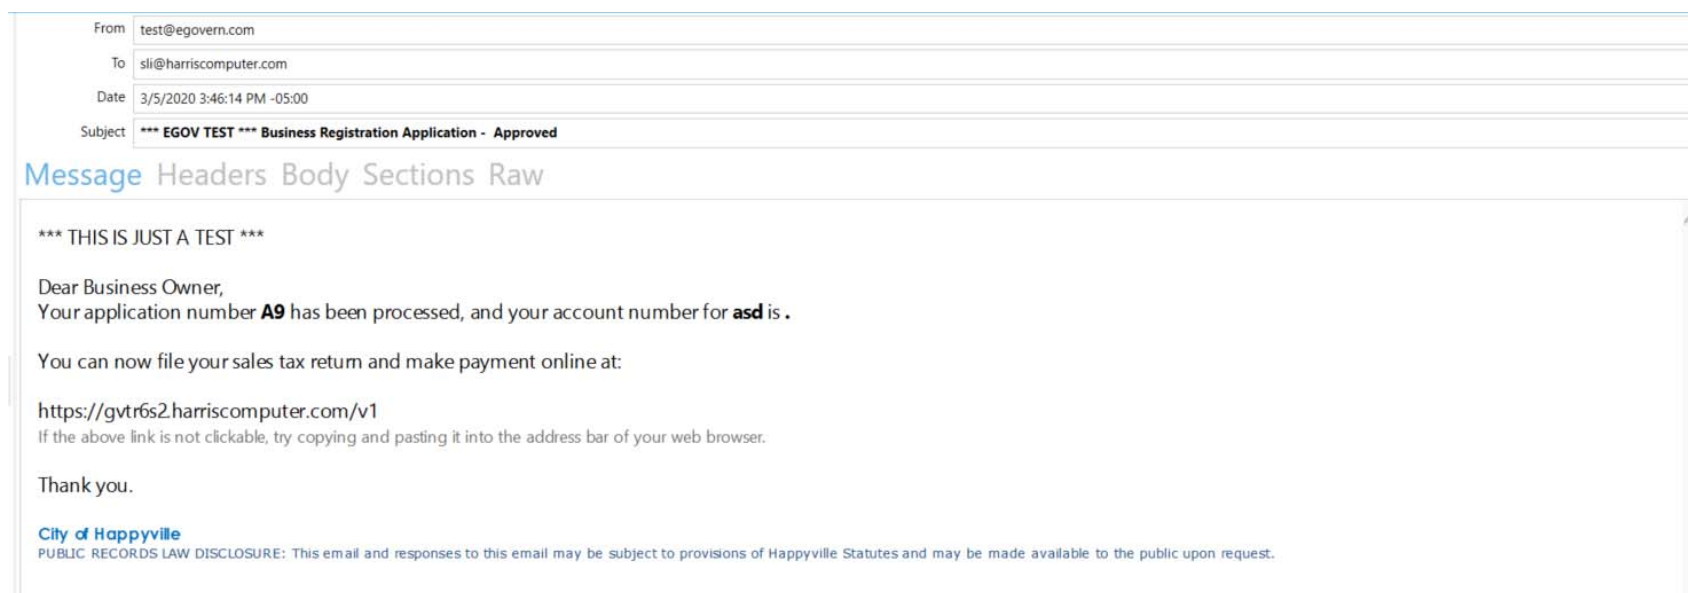 From test@egovern.com
To sli@harriscomputer.com
Date 3/5/2020 3:46:14 PM -05:00
Subject *** EGOV TEST *** Business Registration Application - Approved
Message Headers Body Sections Raw
*** THIS IS JUST A TEST ***
Dear Business Owner,
Your application number A9 has been processed, and your account number for asd is .
You can now file your sales tax return and make payment online at:
https://gvtr6s2.harriscomputer.com/v1
If the above link is not clickable, try copying and pasting it into the address bar of your web browser.
Thank you.
City of Happyville
PUBLIC RECORDS LAW DISCLOSURE: This email and responses to this email may be subject to provisions of Happyville Statutes and may be made available to the public upon request.